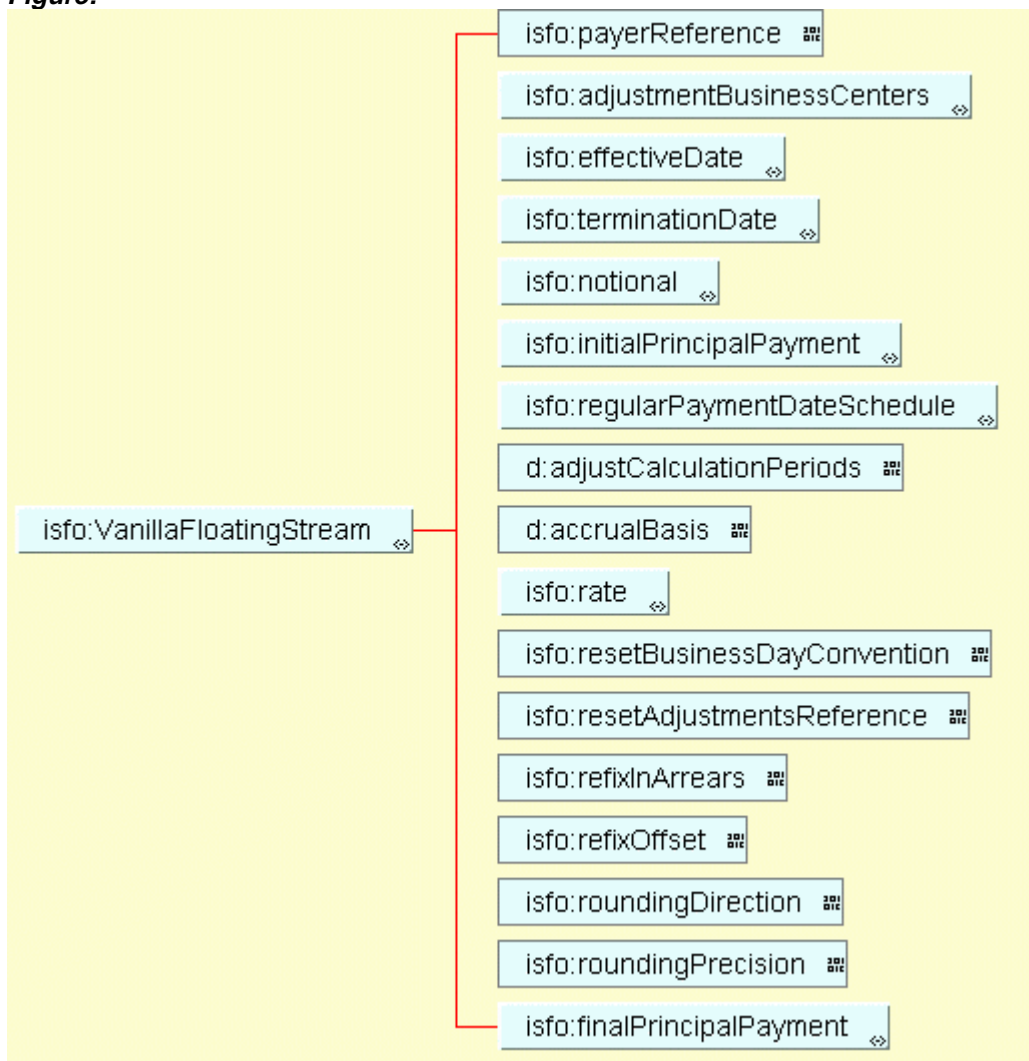 Figure:
isfo:payerReference
isfo:adjustmentBusinessCenters
isfo:effectiveDate
isfo:terminationDate
isfo:notional
isfo:initialPrincipalPayment
isfo:regularPaymentDateSchedule
d:adjustCalculationPeriods
isfo:VanillaFloatingStream
d:accrualBasis
isfo:rate
isfo:resetBusinessDayConvention
isfo:resetAdjustmentsReference
isfo:refixInArrears
isfo:refixOffset
isfo:roundingDirection
isfo:roundingPrecision
isfo:finalPrincipalPayment